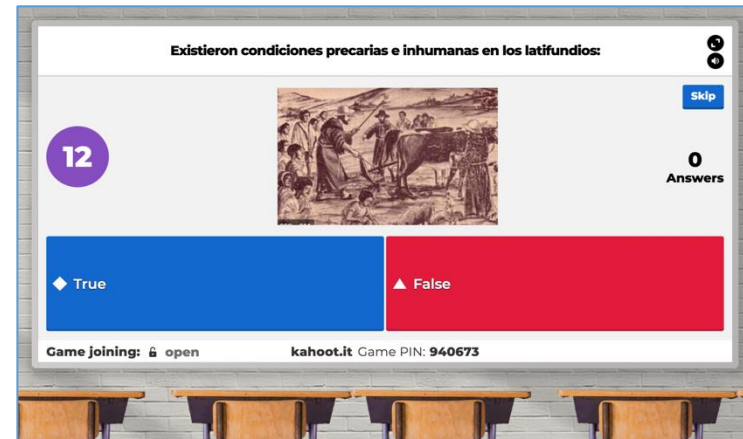 Existieron condiciones precarias e inhumanas en los latifundios:
Skip
12
0
Answers
True
False
Game joining: open kahoot.it Game PIN: 940673